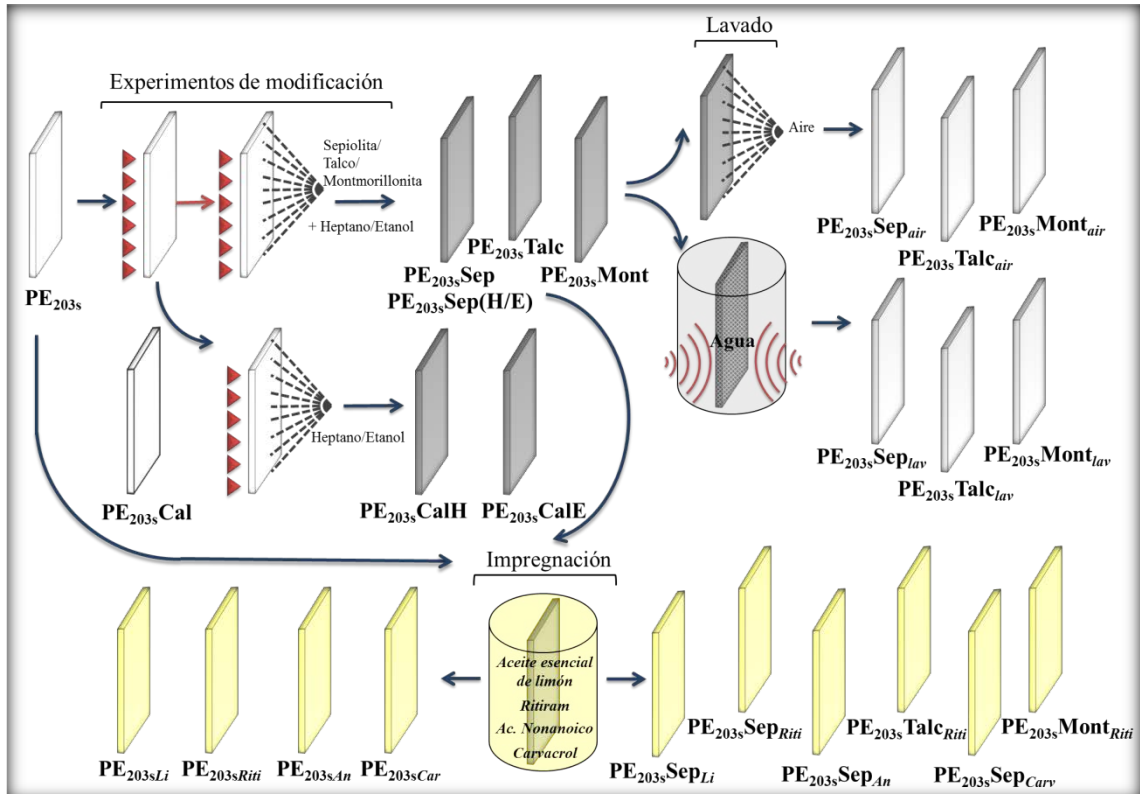 Lavado
Experimentos de modificación
Sepiolita/
Talco/
Montmorillonita
+ Heptano/Etanol
Aire
PE203s
PE203sTalc
PE203sSep
PE203sMont
PE203sSep(H/E)
PE203sSepair
PE203sMontair
PE203sTalcair
Agua
Heptano/Etanol
PE203sCal
PE203sCalH
PE203sCalE
PE203sSeplav
PE203sMontlav
PE203sTalclav
Impregnación
Aceite esencial
de limón
Ritiram
Ac. Nonanoico
Carvacrol
PE203sLi
PE203sRiti
PE203sAn
PE203sCar
PE203sSepRiti
PE203sTalcRiti
PE203sMontRiti
PE203sSepLi
PE203sSepAn
PE203sSepCarv